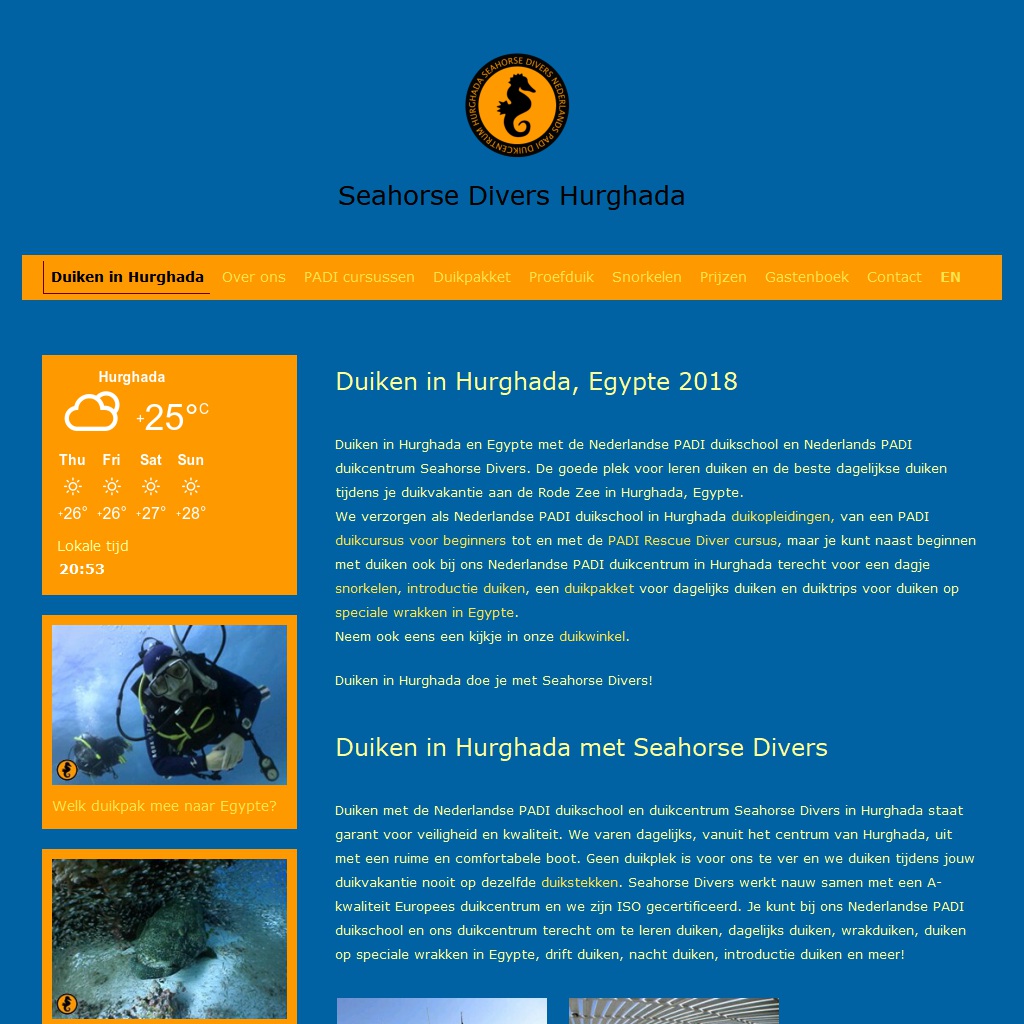 HURGHADA SEAHORSE DIVERS NEDERLANDS PADI DUIKCENTRUM
Seahorse Divers Hurghada
Duiken in Hurghada Over ons PADI cursussen Duikpakket Proefduik Snorkelen Prijzen Gastenboek Contact EN
Hurghada
+25°C
Thu Fri Sat Sun
+26° +26° +27° +28°
Lokale tijd
20:53
Welk duikpak mee naar Egypte?
Duiken in Hurghada, Egypte 2018
Duiken in Hurghada en Egypte met de Nederlandse PADI duikschool en Nederlands PADI
duikcentrum Seahorse Divers. De goede plek voor leren duiken en de beste dagelijkse duiken
tijdens je duikvakantie aan de Rode Zee in Hurghada, Egypte.
We verzorgen als Nederlandse PADI duikschool in Hurghada duikopleidingen, van een PADI
duikcursus voor beginners tot en met de PADI Rescue Diver cursus, maar je kunt naast beginnen
met duiken ook bij ons Nederlandse PADI duikcentrum in Hurghada terecht voor een dagje
snorkelen, introductie duiken, een duikpakket voor dagelijks duiken en duiktrips voor duiken op
speciale wrakken in Egypte.
Neem ook eens een kijkje in onze duikwinkel.
Duiken in Hurghada doe je met Seahorse Divers!
Duiken in Hurghada met Seahorse Divers
Duiken met de Nederlandse PADI duikschool en duikcentrum Seahorse Divers in Hurghada staat
garant voor veiligheid en kwaliteit. We varen dagelijks, vanuit het centrum van Hurghada, uit
met een ruime en comfortabele boot. Geen duikplek is voor ons te ver en we duiken tijdens jouw
duikvakantie nooit op dezelfde duikstekken. Seahorse Divers werkt nauw samen met een A-
kwaliteit Europees duikcentrum en we zijn ISO gecertificeerd. Je kunt bij ons Nederlandse PADI
duikschool en ons duikcentrum terecht om te leren duiken, dagelijks duiken, wrakduiken, duiken
op speciale wrakken in Egypte, drift duiken, nacht duiken, introductie duiken en meer!